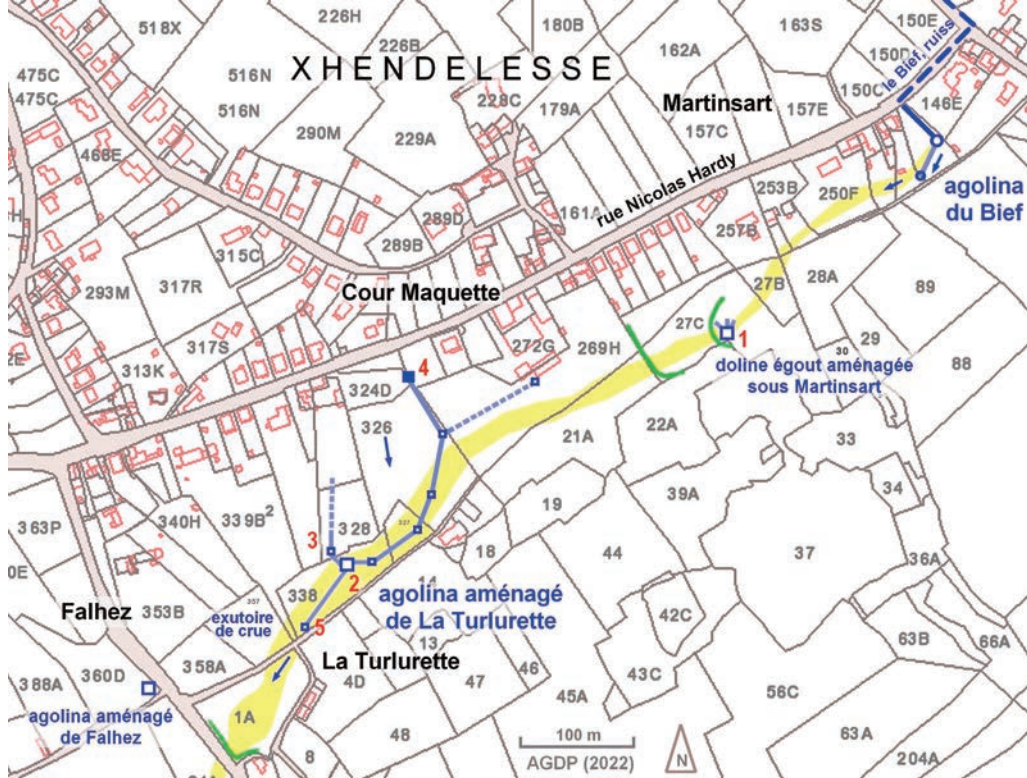 226H
180B
163S
150E
518X
226B
162A
150D
le Bief, ruiss
475C
516N
XHENDELESSE
475C
228C
179A
Martinsart
157E
150C
146E
516N
290M
229A
157C
468E
rue Nicolas Hardy
253B
250F
agolina
du Bief
289D
161A
257B
289B
315C
293M
317R
Cour Maquette
27B
28A
89
27C
1
269H
29
317S
272G
doline égout aménagée
sous Martinsart
30
88
313K
4
324D
326
21A
22A
33
19
39A
34
363P
340H
339B²
3
328
327
18
44
37
36A
2
338
14
agolina aménagé
de La Turlurette
42C
Falhez
353B
357
exutoire
de crue
5
13
63B
66A
358A
La Turlurette
4D
47
46
43C
388A
360D
45A
56C
agolina aménagé
de Falhez
1A
48
63A
8
100 m
AGDP (2022)
N
204A